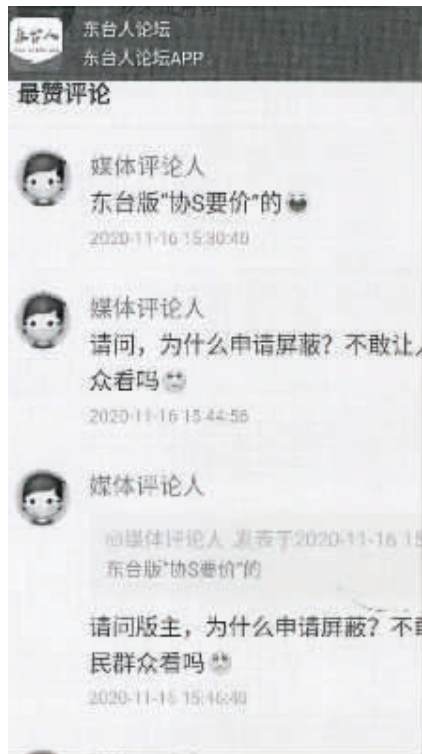 东台人
东台人论坛
东台人论坛APP
最赞评论
媒体评论人
东台版“协S要价”的
2020-11-16 15:30:40
媒体评论人
请问，为什么申请屏蔽？不敢让
众看吗
2020-11-16 15:44:56
媒体评论人
@媒体评论人 发表于2020-11-16 15
东台版“协S要价”的
请问版主，为什么申请屏蔽？不
民群众看吗
2020-11-16 15:46:40